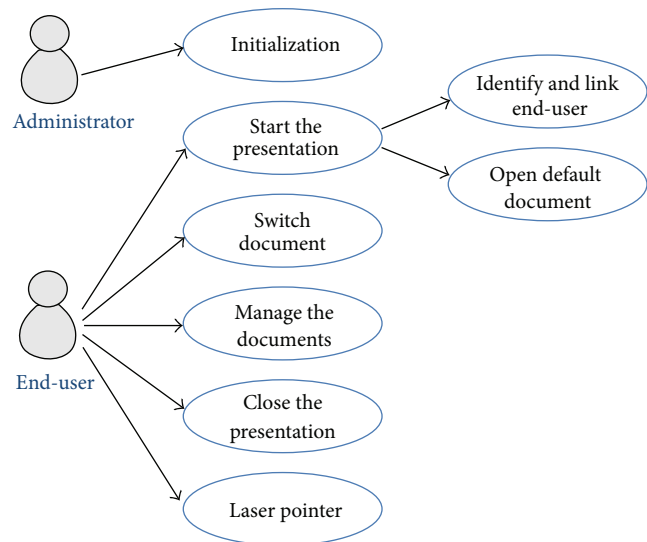 Initialization
Administrator
Start the
presentation
Identify and link
end-user
Open default
document
Switch
document
Manage the
documents
End-user
Close the
presentation
Laser pointer